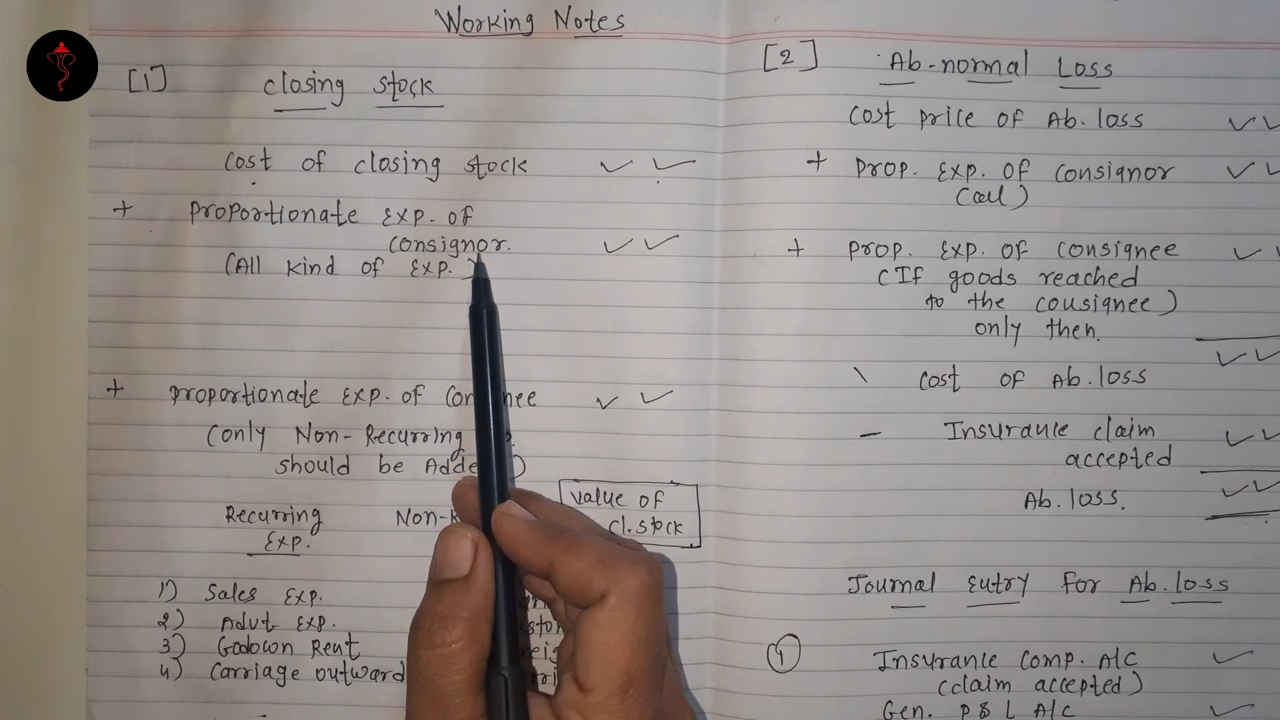 Working Notes
[1] Closing Stock
Cost of closing stock
+ Proportionate Exp. of
Consignor.
(All kind of Exp.
+ Proportionate Exp. of
(only Non-Recurring
should be Added)
value of
cl. stock
Recurring
Exp.
1) Sales Exp.
2) Advt Exp.
3) Godown Rent
4) Carriage outward
[2] Ab-normal Loss
Cost price of Ab. loss
+ Prop. Exp. of consignor
(all)
+ Prop. Exp. of consignee
(If goods reached
to the consignee)
only then.
Cost of Ab. loss
- Insurance claim
accepted
Ab. loss.
Journal Entry for Ab. loss
1 Insurance Comp. A/c
(claim accepted)
Gen. P & L A/c